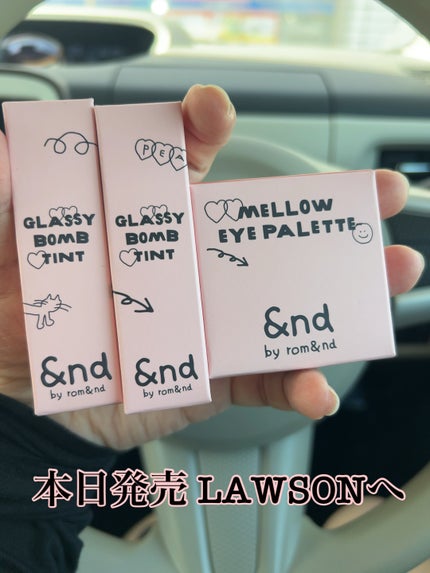 GLASSY
BOMB
TINT
&nd
by rom&nd
PEA
GLASSY
BOMB
TINT
&nd
by rom&nd
MELLOW
EYE PALETTE
&nd
by rom&nd
本日発売 LAWSONへ